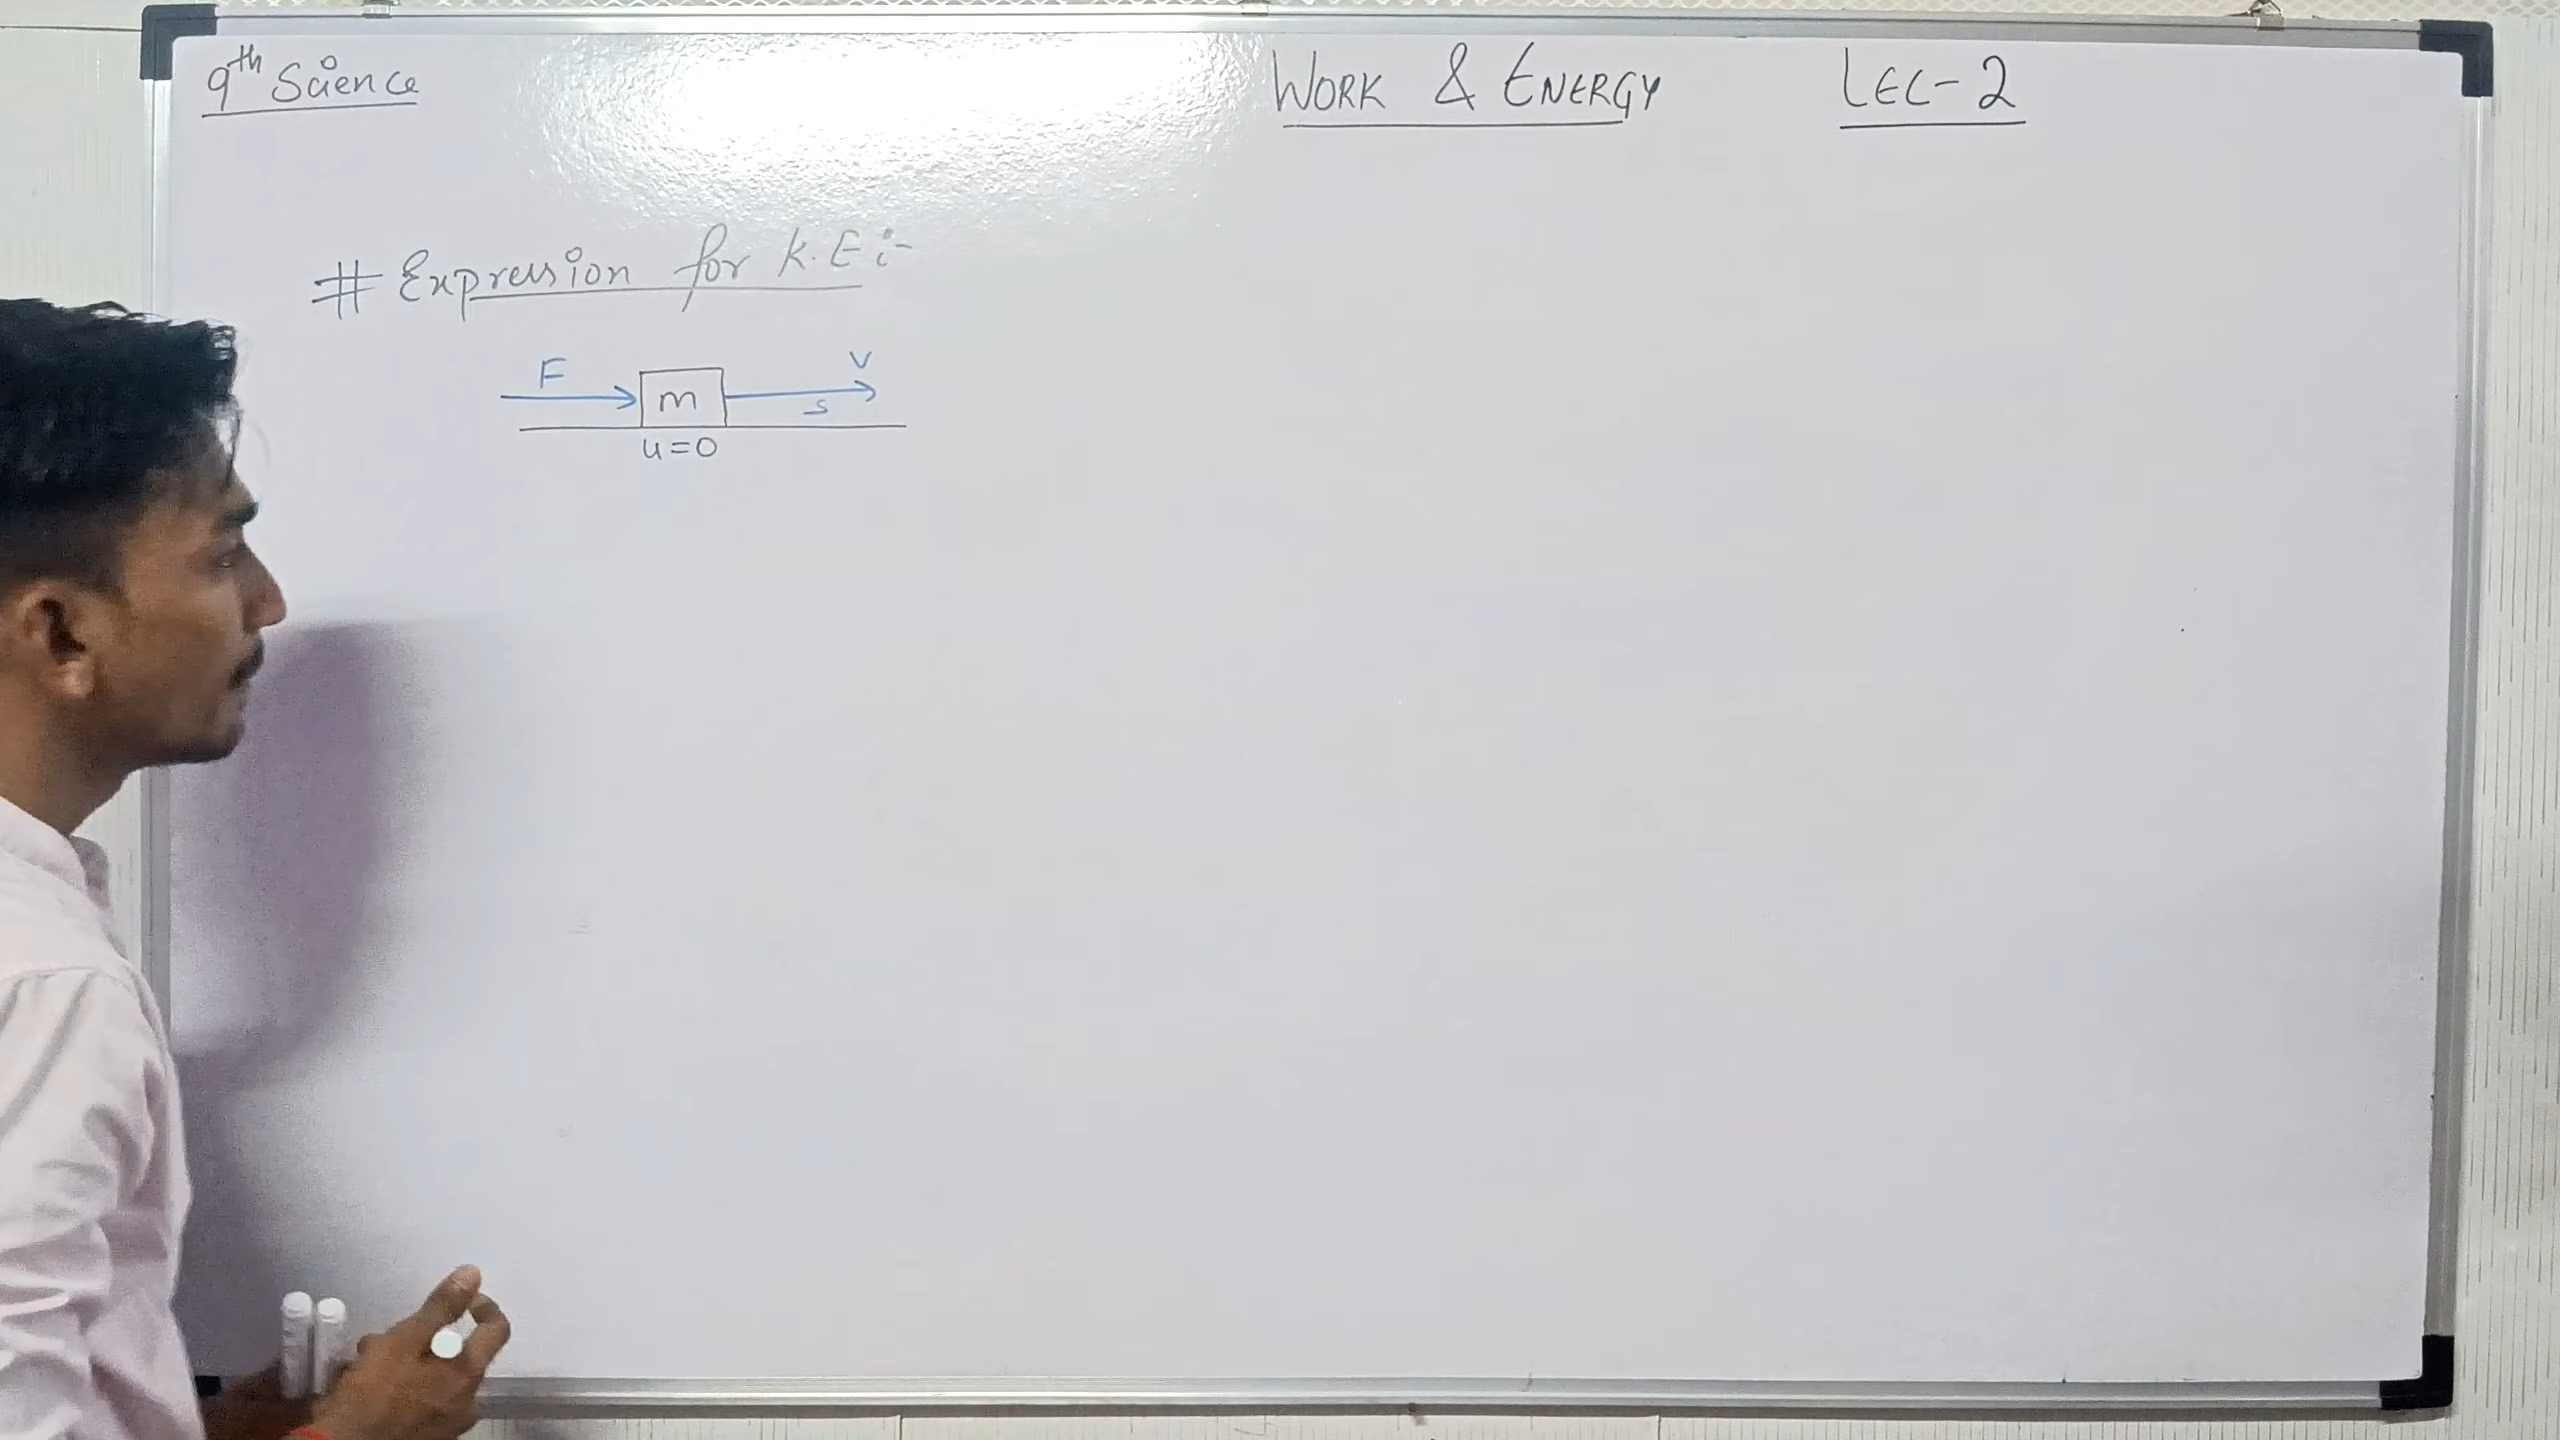 9th Science
WORK & ENERGY
LEC-2
# Expression for K.E :-
F
m
V
s
u=0